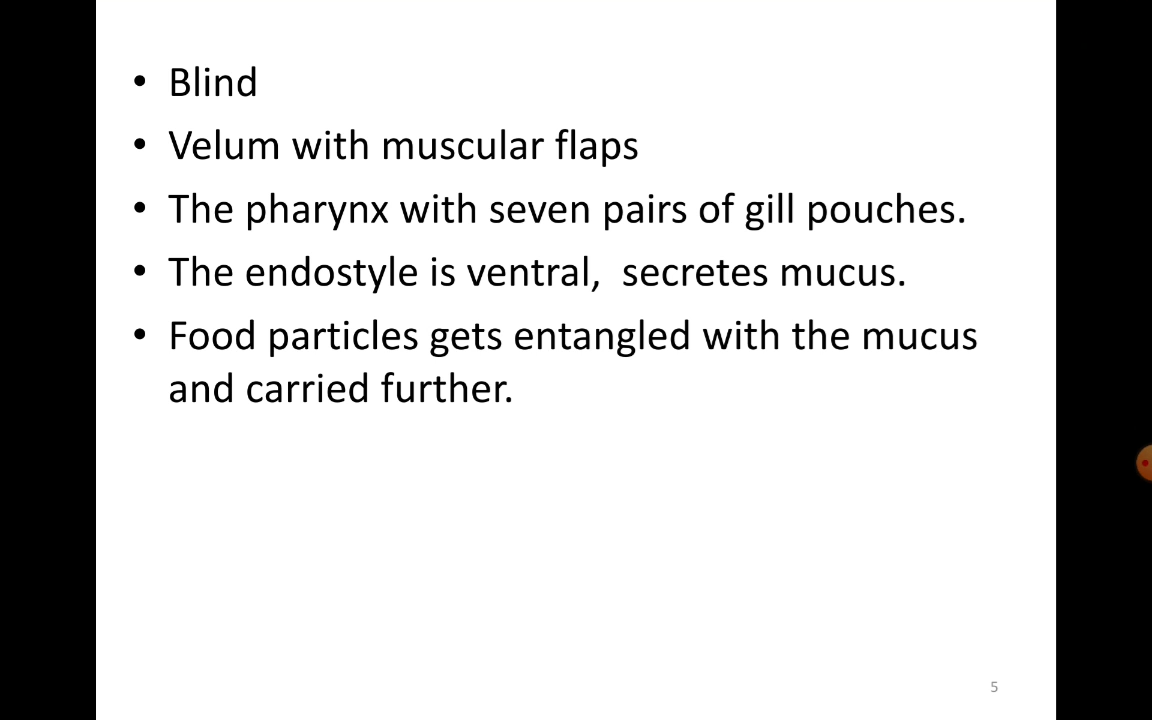 • Blind
• Velum with muscular flaps
• The pharynx with seven pairs of gill pouches.
• The endostyle is ventral,  secretes mucus.
• Food particles gets entangled with the mucus
and carried further.
5